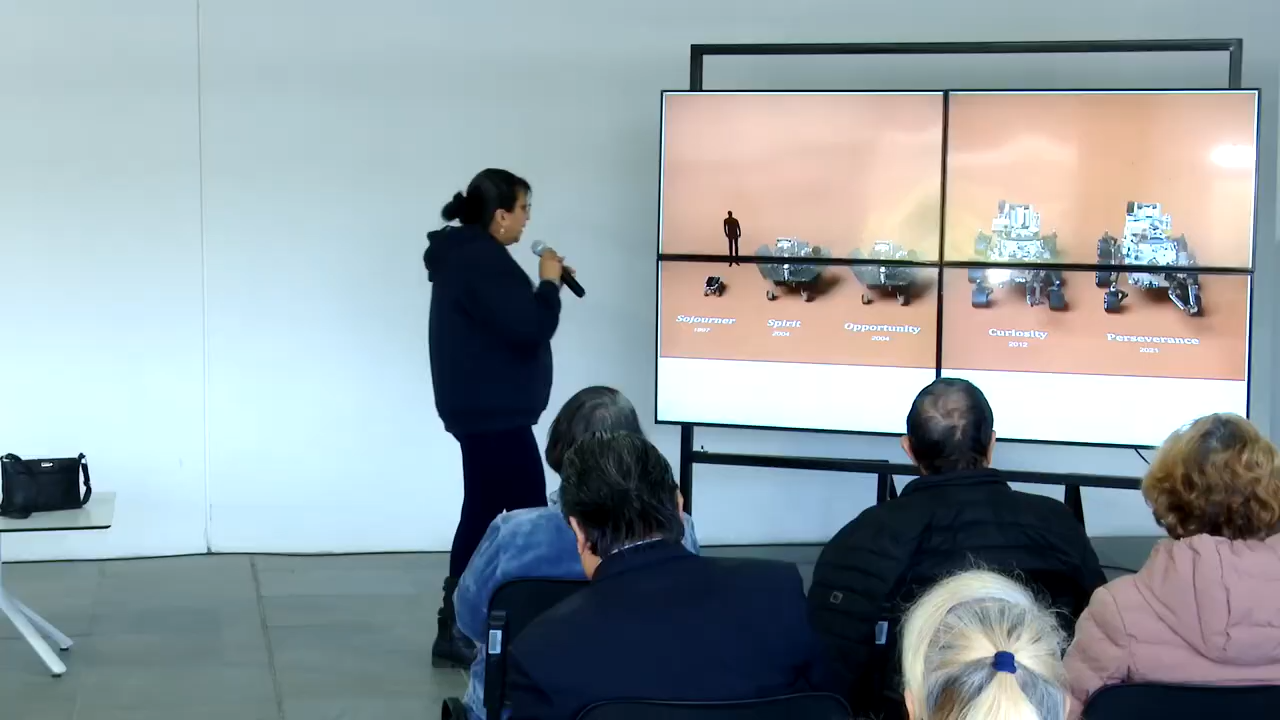 Sojourner
1997
Spirit
2004
Opportunity
2004
Curiosity
2012
Perseverance
2021